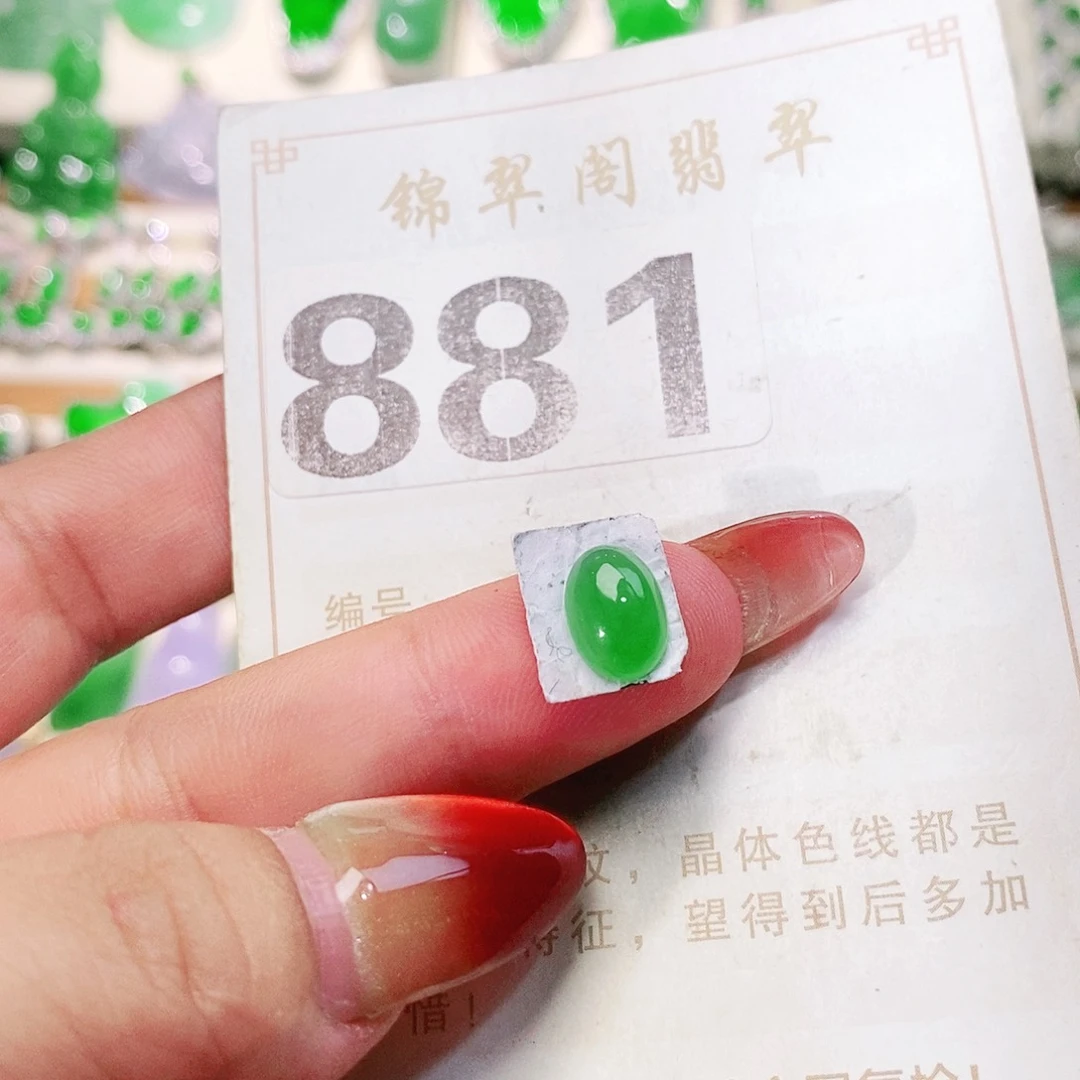 锦翠阁翡翠
881
编号
纹，晶体色线都是
特征，望得到后多加
惜！